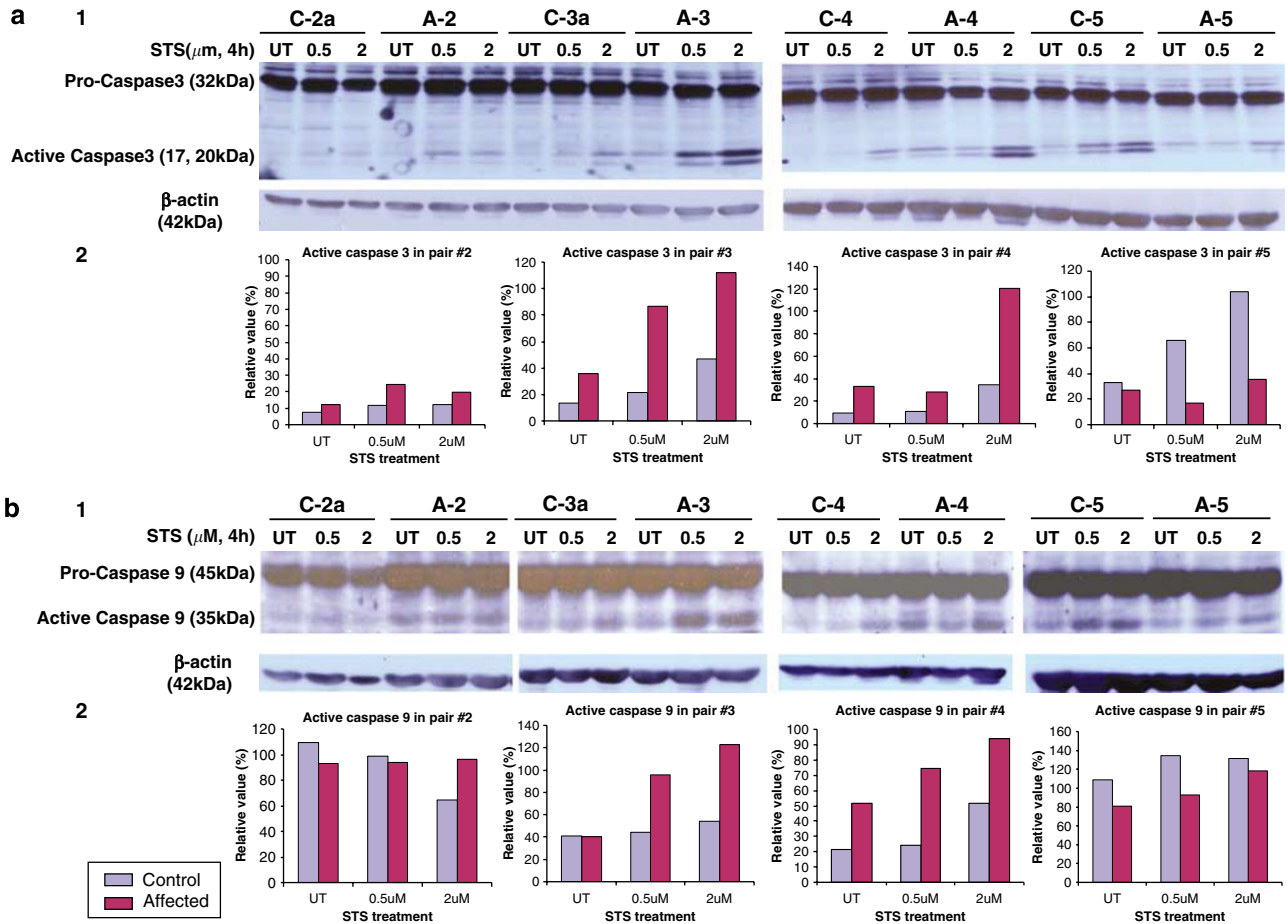 a
1
C-2a A-2 C-3a A-3 C-4 A-4 C-5 A-5
STS(μm, 4h) UT 0.5 2 UT 0.5 2 UT 0.5 2 UT 0.5 2 UT 0.5 2 UT 0.5 2 UT 0.5 2 UT 0.5 2
Pro-Caspase3 (32kDa)
Active Caspase3 (17, 20kDa)
β-actin
(42kDa)
2
Active caspase 3 in pair #2
Relative value (%)
100
90
80
70
60
50
40
30
20
10
0
UT 0.5uM 2uM
STS treatment
Active caspase 3 in pair #3
Relative value (%)
120
100
80
60
40
20
0
UT 0.5uM 2uM
STS treatment
Active caspase 3 in pair #4
Relative value (%)
140
120
100
80
60
40
20
0
UT 0.5uM 2uM
STS treatment
Active caspase 3 in pair #5
Relative value (%)
120
100
80
60
40
20
0
UT 0.5uM 2uM
STS treatment
b
1
C-2a A-2 C-3a A-3 C-4 A-4 C-5 A-5
STS (μM, 4h) UT 0.5 2 UT 0.5 2 UT 0.5 2 UT 0.5 2 UT 0.5 2 UT 0.5 2 UT 0.5 2 UT 0.5 2
Pro-Caspase 9 (45kDa)
Active Caspase 9 (35kDa)
β-actin
(42kDa)
2
Active caspase 9 in pair #2
Relative value (%)
120
100
80
60
40
20
0
UT 0.5uM 2uM
STS treatment
Active caspase 9 in pair #3
Relative value (%)
140
120
100
80
60
40
20
0
UT 0.5uM 2uM
STS treatment
Active caspase 9 in pair #4
Relative value (%)
100
90
80
70
60
50
40
30
20
10
0
UT 0.5uM 2uM
STS treatment
Active caspase 9 in pair #5
Relative value (%)
160
140
120
100
80
60
40
20
0
UT 0.5uM 2uM
STS treatment
Control
Affected